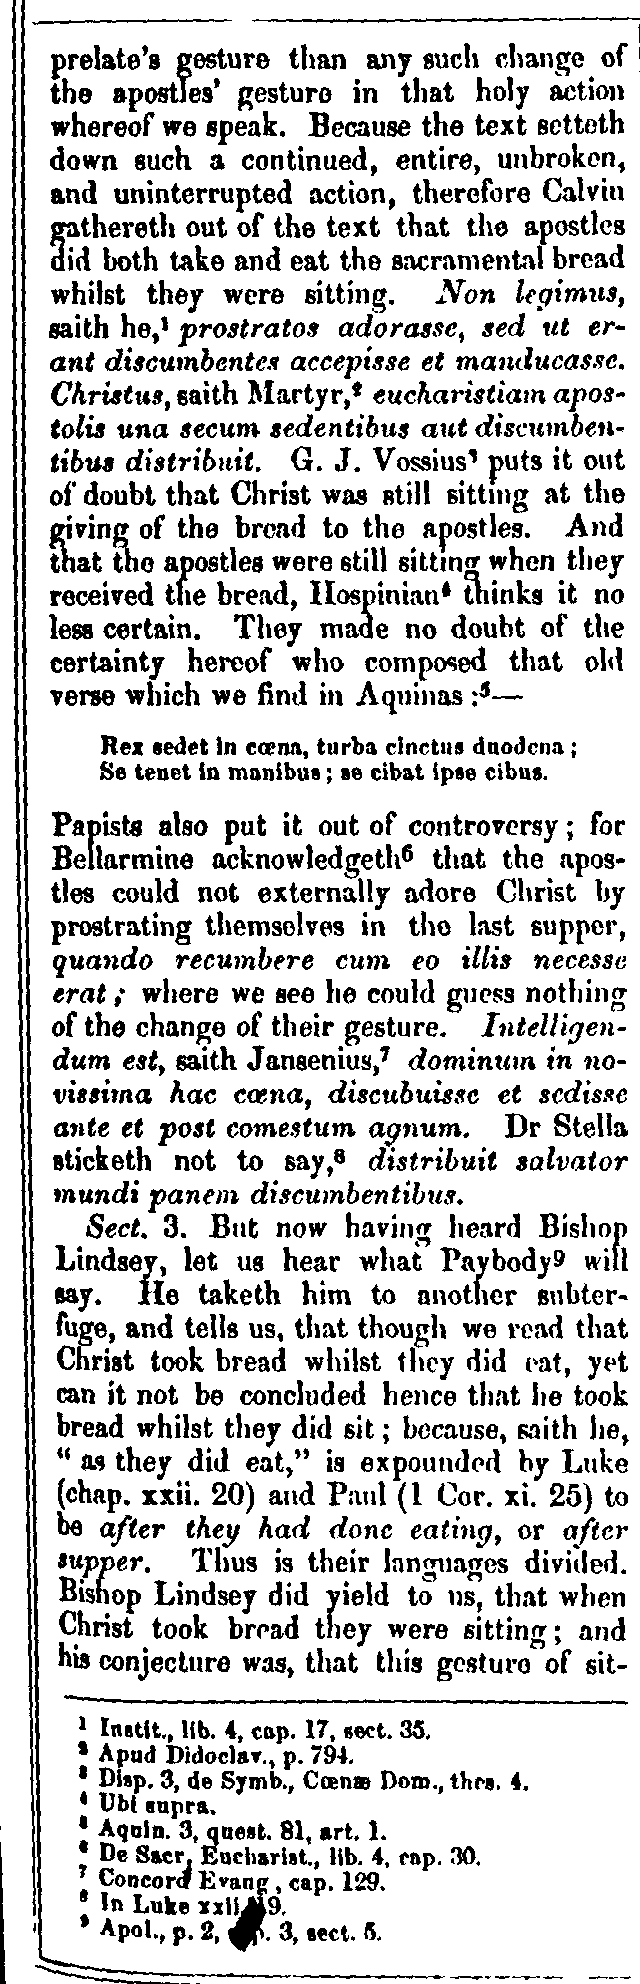 prelate's gesture than any such change of
the apostles' gesture in that holy action
whereof we speak. Because the text setteth
down such a continued, entire, unbroken,
and uninterrupted action, therefore Calvin
gathereth out of the text that the apostles
did both take and eat the sacramental bread
whilst they were sitting. Non legimus,
saith he,¹ prostratos adorasse, sed ut er-
ant discumbentes accepisse et manducasse.
Christus, saith Martyr,² eucharistiam apos-
tolis una secum sedentibus aut discumben-
tibus distribuit. G. J. Vossius³ puts it out
of doubt that Christ was still sitting at the
giving of the bread to the apostles. And
that the apostles were still sitting when they
received the bread, Hospinian⁴ thinks it no
less certain. They made no doubt of the
certainty hereof who composed that old
verse which we find in Aquinas:⁵—
Rex sedet in cœna, turba cinctus duodena;
Se tenet in manibus; se cibat ipse cibus.
Papists also put it out of controversy; for
Bellarmine acknowledgeth⁶ that the apos-
tles could not externally adore Christ by
prostrating themselves in the last supper,
quando recumbere cum eo illis necesse
erat; where we see he could guess nothing
of the change of their gesture. Intelligen-
dum est, saith Jansenius,⁷ dominum in no-
vissima hac cœna, discubuisse et sedisse
ante et post comestum agnum. Dr Stella
sticketh not to say,⁸ distribuit salvator
mundi panem discumbentibus.
Sect. 3. But now having heard Bishop
Lindsey, let us hear what Paybody⁹ will
say. He taketh him to another subter-
fuge, and tells us, that though we read that
Christ took bread whilst they did eat, yet
can it not be concluded hence that he took
bread whilst they did sit; because, saith he,
"as they did eat," is expounded by Luke
(chap. xxii. 20) and Paul (1 Cor. xi. 25) to
be after they had done eating, or after
supper. Thus is their languages divided.
Bishop Lindsey did yield to us, that when
Christ took bread they were sitting; and
his conjecture was, that this gesture of sit-
¹ Instit., lib. 4, cap. 17, sect. 35.
² Apud Didoclav., p. 794.
³ Disp. 3, de Symb., Cœnæ Dom., thes. 4.
⁴ Ubi supra.
⁵ Aquin. 3, quest. 81, art. 1.
⁶ De Sacr. Eucharist., lib. 4, cap. 30.
⁷ Concord Evang, cap. 129.
⁸ In Luke xxii. 19.
⁹ Apol., p. 2, 3, sect. 5.